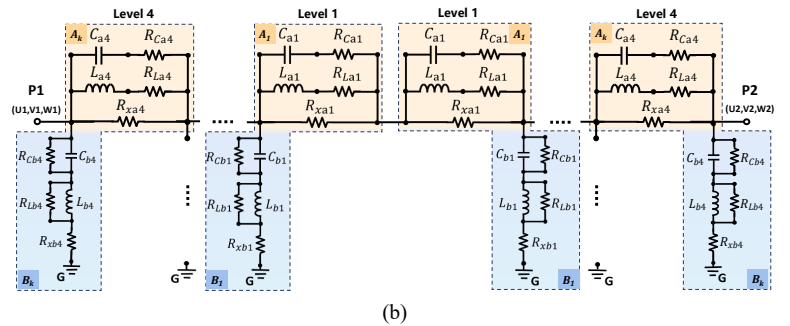 Level 4 Level 1 Level 1 Level 4
A_k C_a4 R_Ca4 A_1 C_a1 R_Ca1 C_a1 R_Ca1 A_1 A_k C_a4 R_Ca4
L_a4 R_La4 L_a1 R_La1 L_a1 R_La1 L_a4 R_La4
P1 R_xa4 R_xa1 R_xa1 R_xa4 P2
(U1,V1,W1) (U2,V2,W2)
R_Cb4 C_b4 R_Cb1 C_b1 C_b1 R_Cb1 C_b4 R_Cb4
R_Lb4 L_b4 R_Lb1 L_b1 L_b1 R_Lb1 L_b4 R_Lb4
R_xb4 R_xb1 R_xb1 R_xb4
B_k G G B_1 G G B_1 G G B_k
(b)